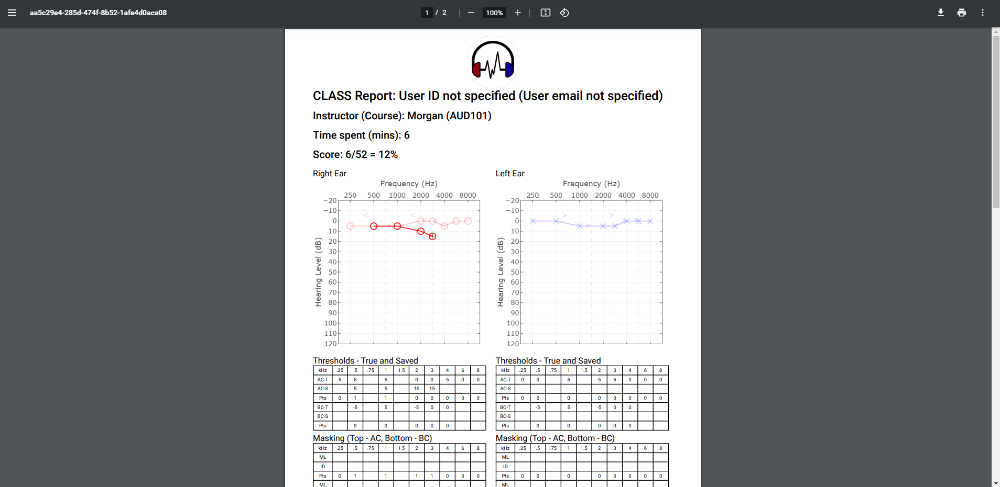 aa5c29e4-285d-474f-8b52-1afe4d0aca08
1 / 2
100%
CLASS Report: User ID not specified (User email not specified)
Instructor (Course): Morgan (AUD101)
Time spent (mins): 6
Score: 6/52 = 12%
Right Ear
Frequency (Hz)
250 500 1000 2000 4000 8000
Hearing Level (dB)
−20
−10
0
10
20
30
40
50
60
70
80
90
100
110
120
Left Ear
Frequency (Hz)
250 500 1000 2000 4000 8000
Hearing Level (dB)
−20
−10
0
10
20
30
40
50
60
70
80
90
100
110
120
Thresholds - True and Saved
kHz .25 .5 .75 1 1.5 2 3 4 6 8
AC-T 5 5 5 0 0 5 0 0
AC-S 5 5 10 15
Pts 0 1 1 0 0 0 0 0
BC-T -5 5 -5 0 0
BC-S
Pts 0 0 0 0 0
Thresholds - True and Saved
kHz .25 .5 .75 1 1.5 2 3 4 6 8
AC-T 0 0 5 5 5 0 0 0
AC-S
Pts 0 0 0 0 0 0 0 0
BC-T -5 5 -5 0 0
BC-S
Pts 0 0 0 0 0
Masking (Top - AC, Bottom - BC)
kHz .25 .5 .75 1 1.5 2 3 4 6 8
ML
ID
Pts 0 1 1 1 1 0 0 0
ML
Masking (Top - AC, Bottom - BC)
kHz .25 .5 .75 1 1.5 2 3 4 6 8
ML
ID
Pts 0 0 0 0 0 0 0 0
ML